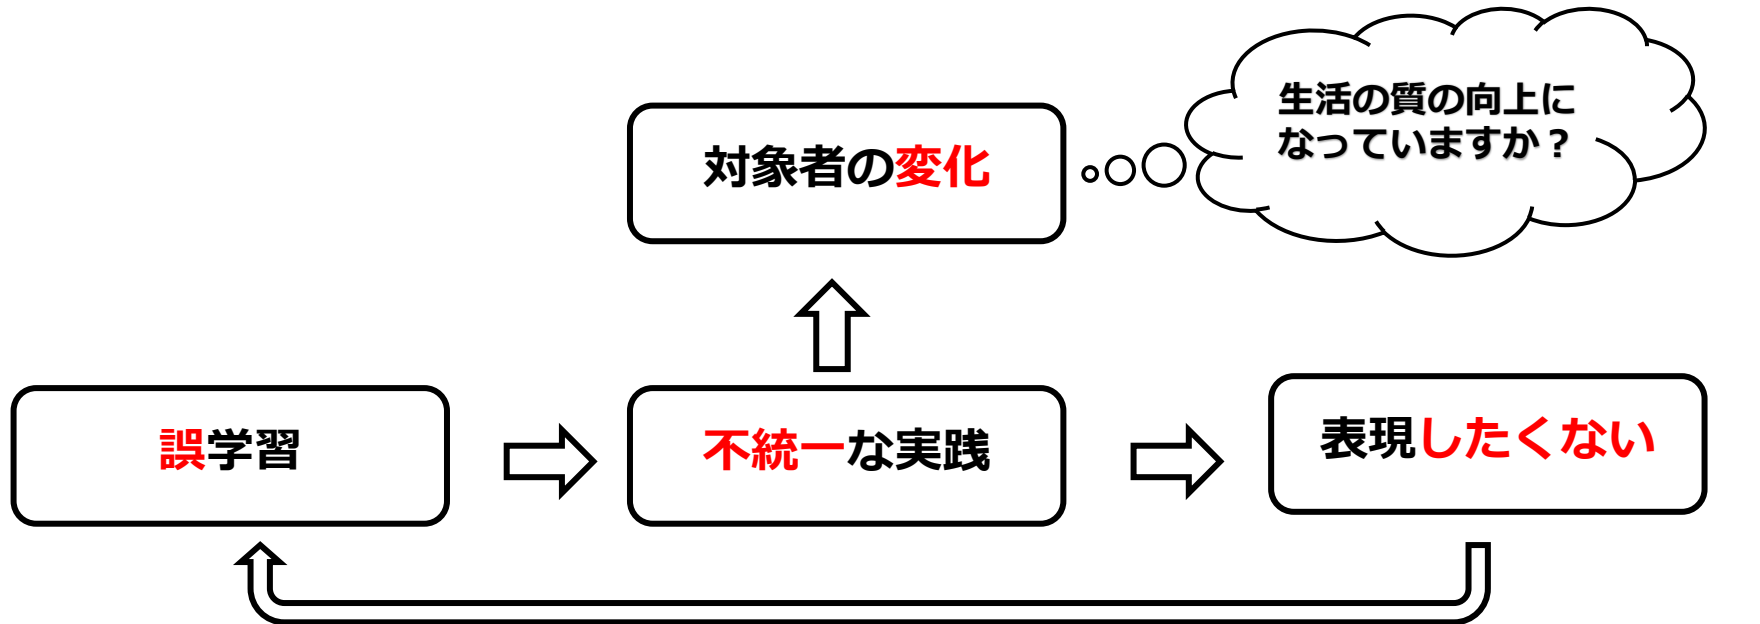 生活の質の向上に
なっていますか？
対象者の変化
誤学習
不統一な実践
表現したくない